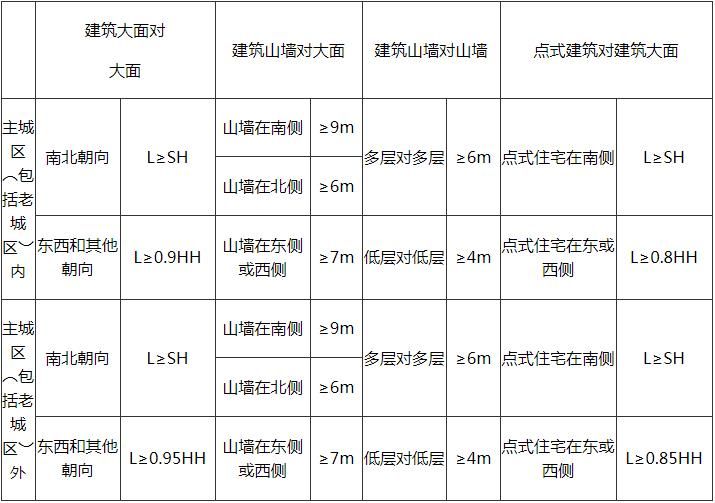 建筑大面对
大面
建筑山墙对大面
建筑山墙对山墙
点式建筑对建筑大面
主城
区
（包
括老
城
区）
内
南北朝向
L≥SH
山墙在南侧
≥9m
山墙在北侧
≥6m
多层对多层
≥6m
点式住宅在南侧
L≥SH
东西和其他
朝向
L≥0.9HH
山墙在东侧
或西侧
≥7m
低层对低层
≥4m
点式住宅在东或
西侧
L≥0.8HH
主城
区
（包
括老
城
区）
外
南北朝向
L≥SH
山墙在南侧
≥9m
山墙在北侧
≥6m
多层对多层
≥6m
点式住宅在南侧
L≥SH
东西和其他
朝向
L≥0.95HH
山墙在东侧
或西侧
≥7m
低层对低层
≥4m
点式住宅在东或
西侧
L≥0.85HH